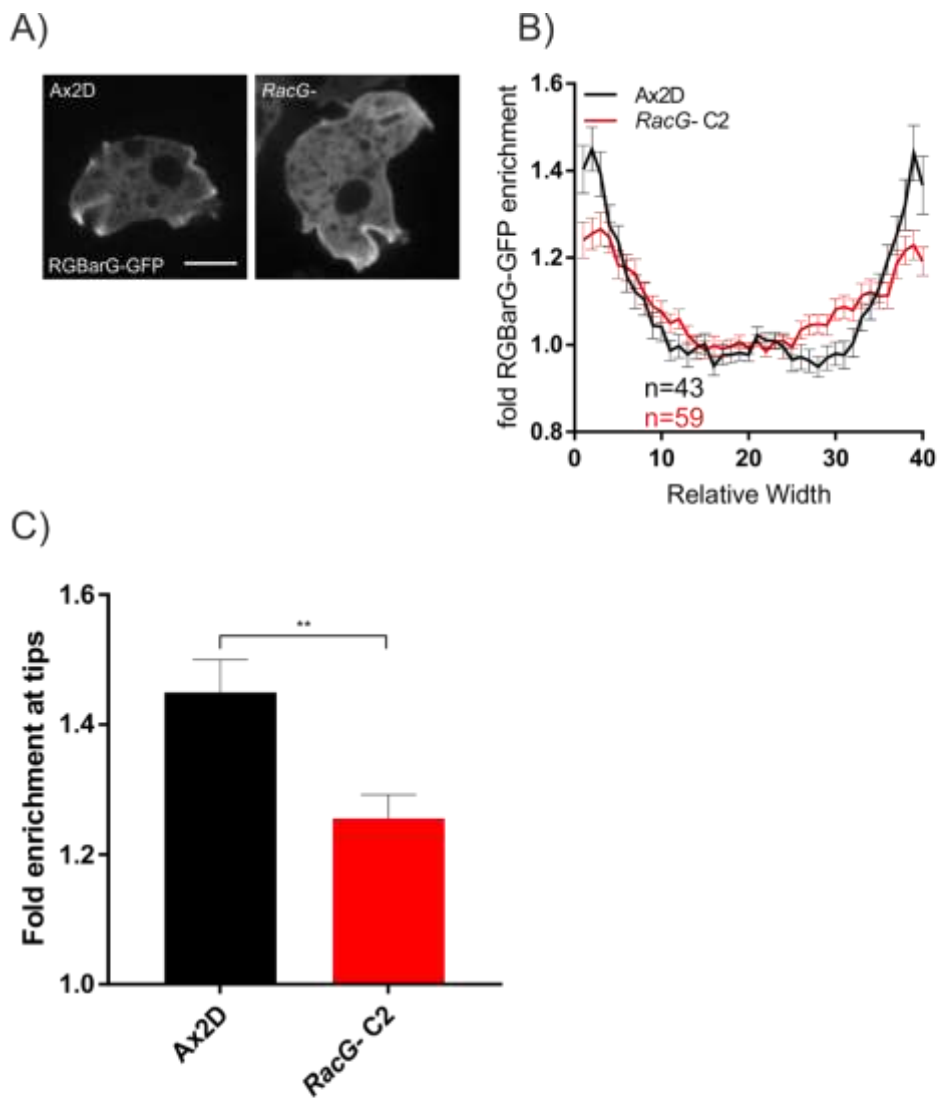 A)
Ax2D
RacG-
RGBarG-GFP
B)
fold RGBarG-GFP enrichment
1.6
1.4
1.2
1.0
0.8
Ax2D
RacG- C2
n=43
n=59
0
10
20
30
40
Relative Width
C)
Fold enrichment at tips
1.6
1.4
1.2
1.0
**
Ax2D
RacG- C2